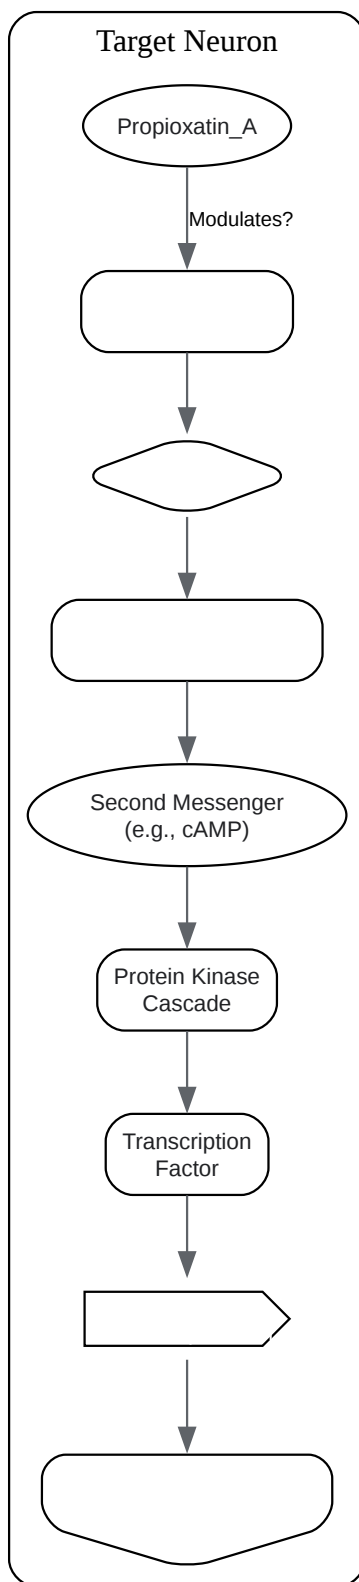 Target Neuron
Propioxatin_A
Modulates?
Second Messenger
(e.g., cAMP)
Protein Kinase
Cascade
Transcription
Factor